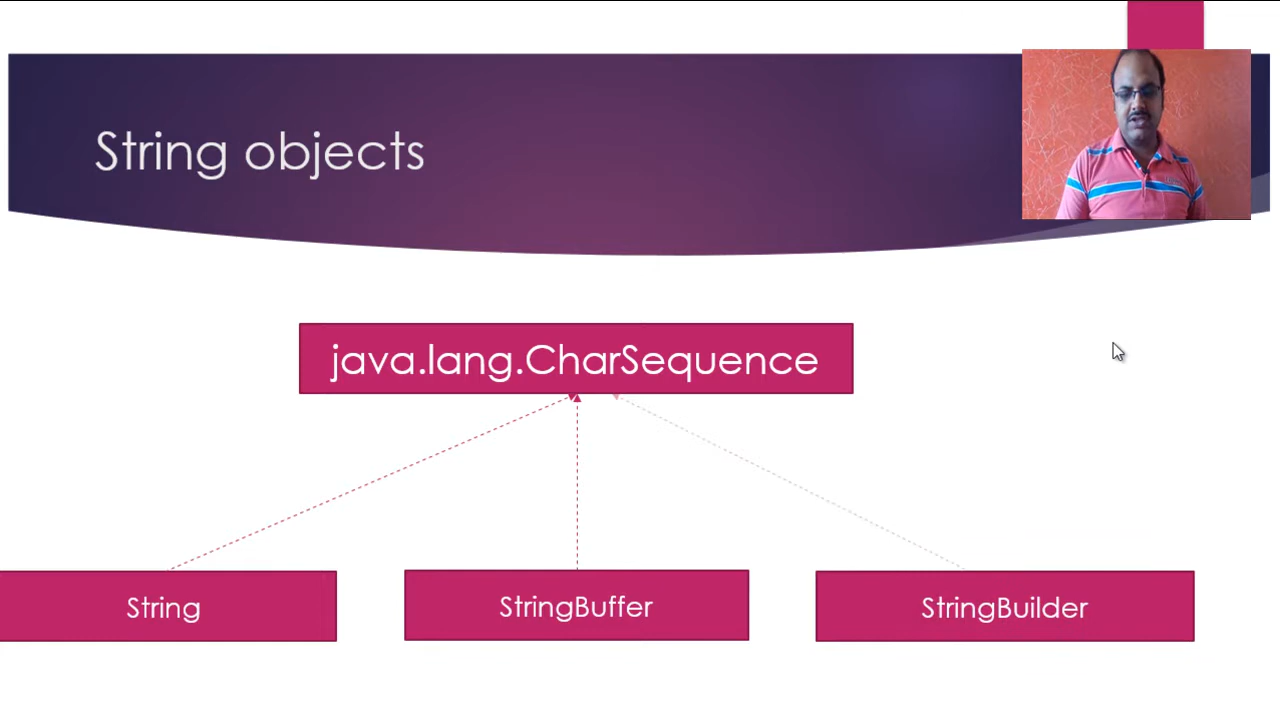 String objects
java.lang.CharSequence
String
StringBuffer
StringBuilder